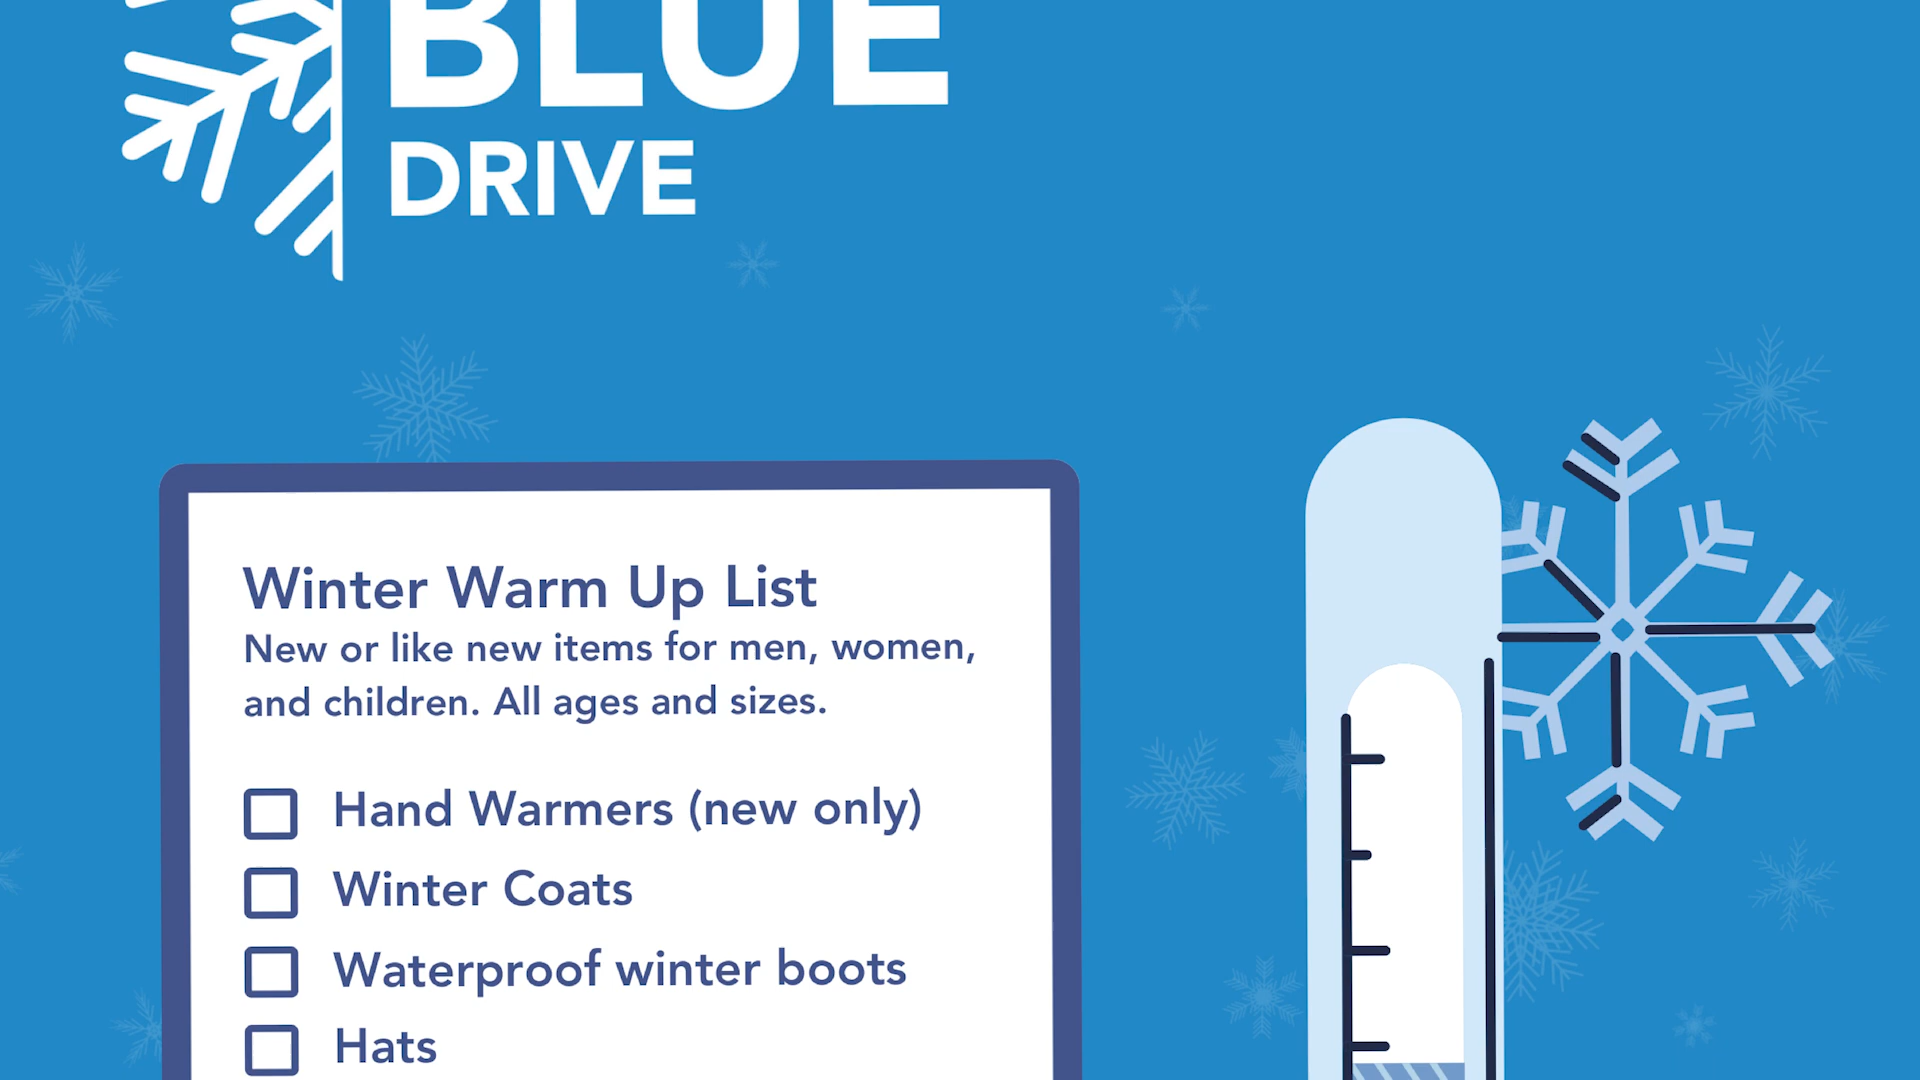 BLUE
DRIVE
Winter Warm Up List
New or like new items for men, women,
and children. All ages and sizes.
Hand Warmers (new only)
Winter Coats
Waterproof winter boots
Hats